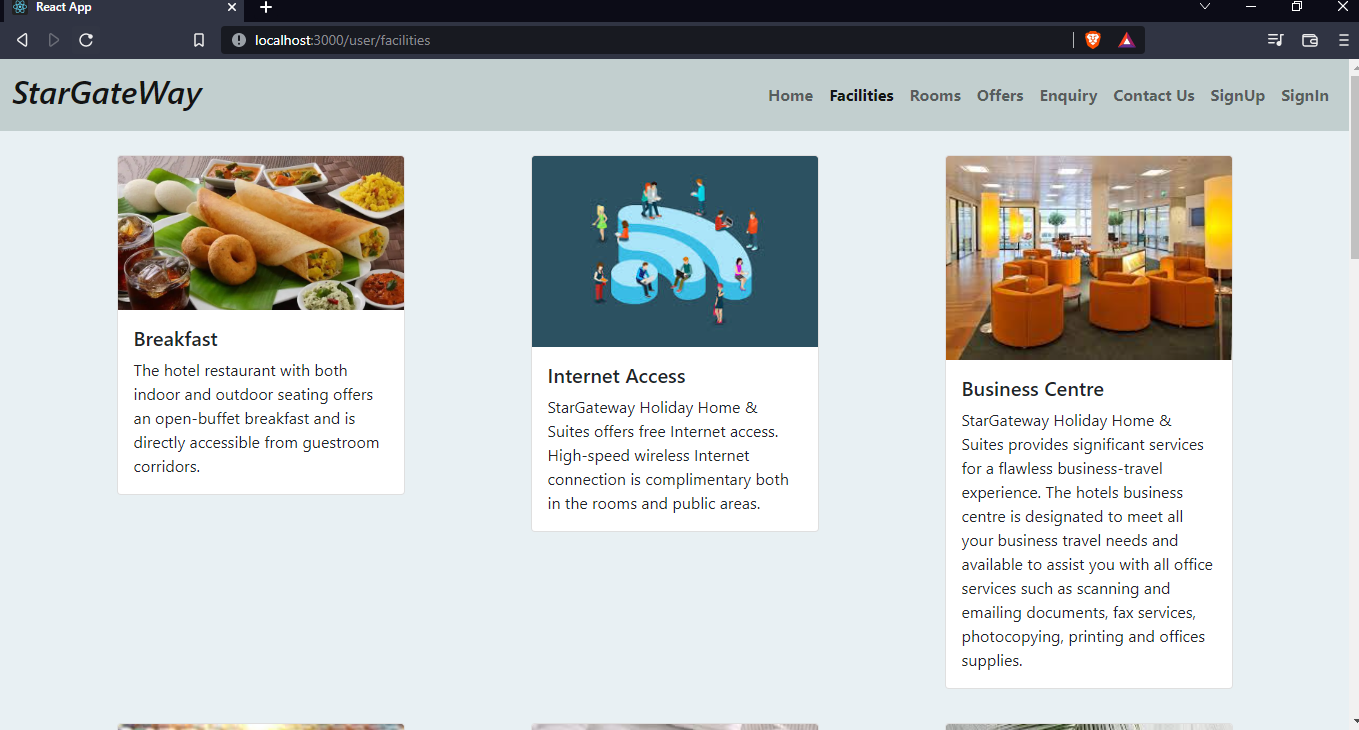 React App
localhost:3000/user/facilities
StarGateWay
Home Facilities Rooms Offers Enquiry Contact Us SignUp SignIn
Breakfast
The hotel restaurant with both
indoor and outdoor seating offers
an open-buffet breakfast and is
directly accessible from guestroom
corridors.
Internet Access
StarGateway Holiday Home &
Suites offers free Internet access.
High-speed wireless Internet
connection is complimentary both
in the rooms and public areas.
Business Centre
StarGateway Holiday Home &
Suites provides significant services
for a flawless business-travel
experience. The hotels business
centre is designated to meet all
your business travel needs and
available to assist you with all office
services such as scanning and
emailing documents, fax services,
photocopying, printing and offices
supplies.